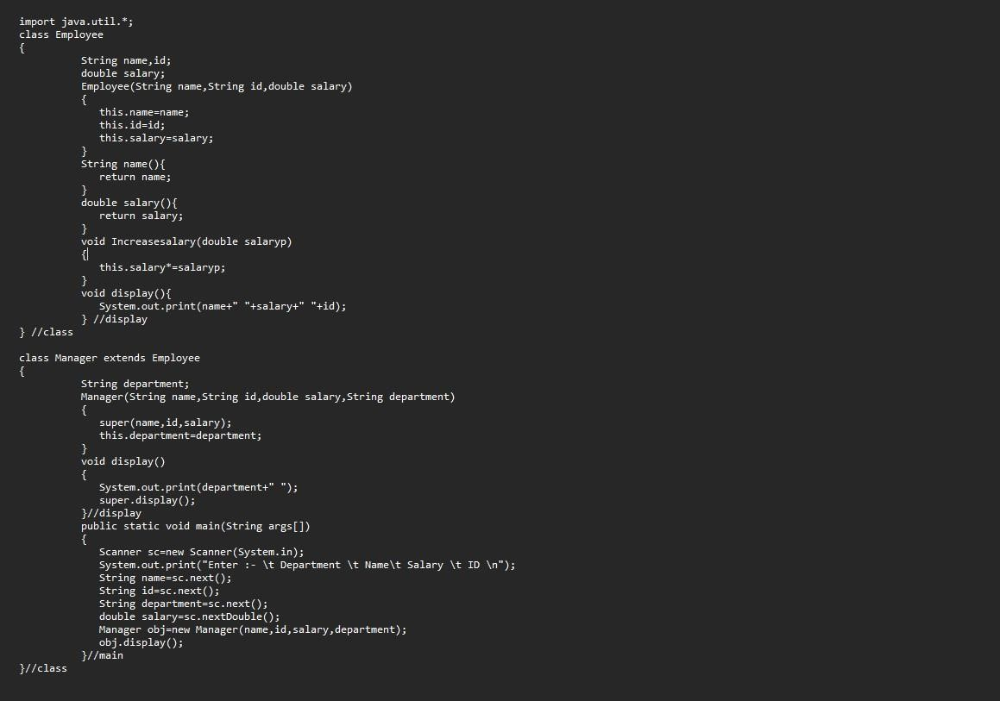 import java.util.*;
class Employee
{
String name,id;
double salary;
Employee(String name,String id,double salary)
{
this.name=name;
this.id=id;
this.salary=salary;
}
String name(){
return name;
}
double salary(){
return salary;
}
void Increasesalary(double salaryp)
{
this.salary*=salaryp;
}
void display(){
System.out.print(name+" "+salary+" "+id);
} //display
} //class
class Manager extends Employee
{
String department;
Manager(String name,String id,double salary,String department)
{
super(name,id,salary);
this.department=department;
}
void display()
{
System.out.print(department+" ");
super.display();
}//display
public static void main(String args[])
{
Scanner sc=new Scanner(System.in);
System.out.print("Enter :- \t Department \t Name\t Salary \t ID \n");
String name=sc.next();
String id=sc.next();
String department=sc.next();
double salary=sc.nextDouble();
Manager obj=new Manager(name,id,salary,department);
obj.display();
}//main
}//class